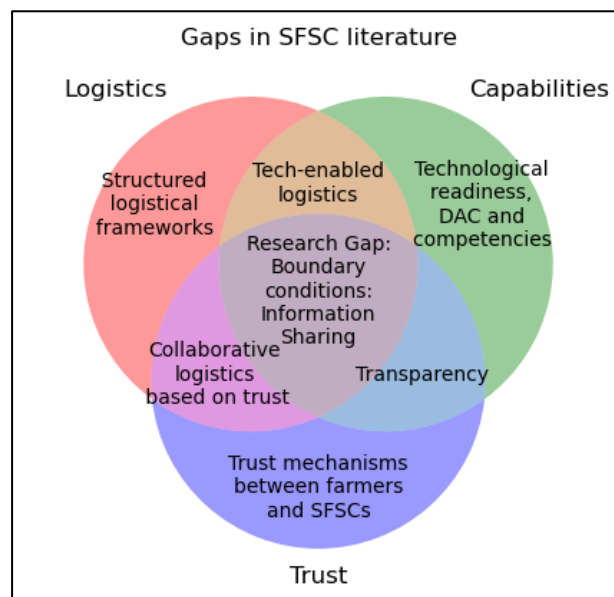 Gaps in SFSC literature
Logistics
Capabilities
Structured
logistical
frameworks
Tech-enabled
logistics
Technological
readiness,
DAC and
competencies
Research Gap:
Boundary
conditions:
Information
Sharing
Collaborative
logistics
based on trust
Transparency
Trust mechanisms
between farmers
and SFSCs
Trust